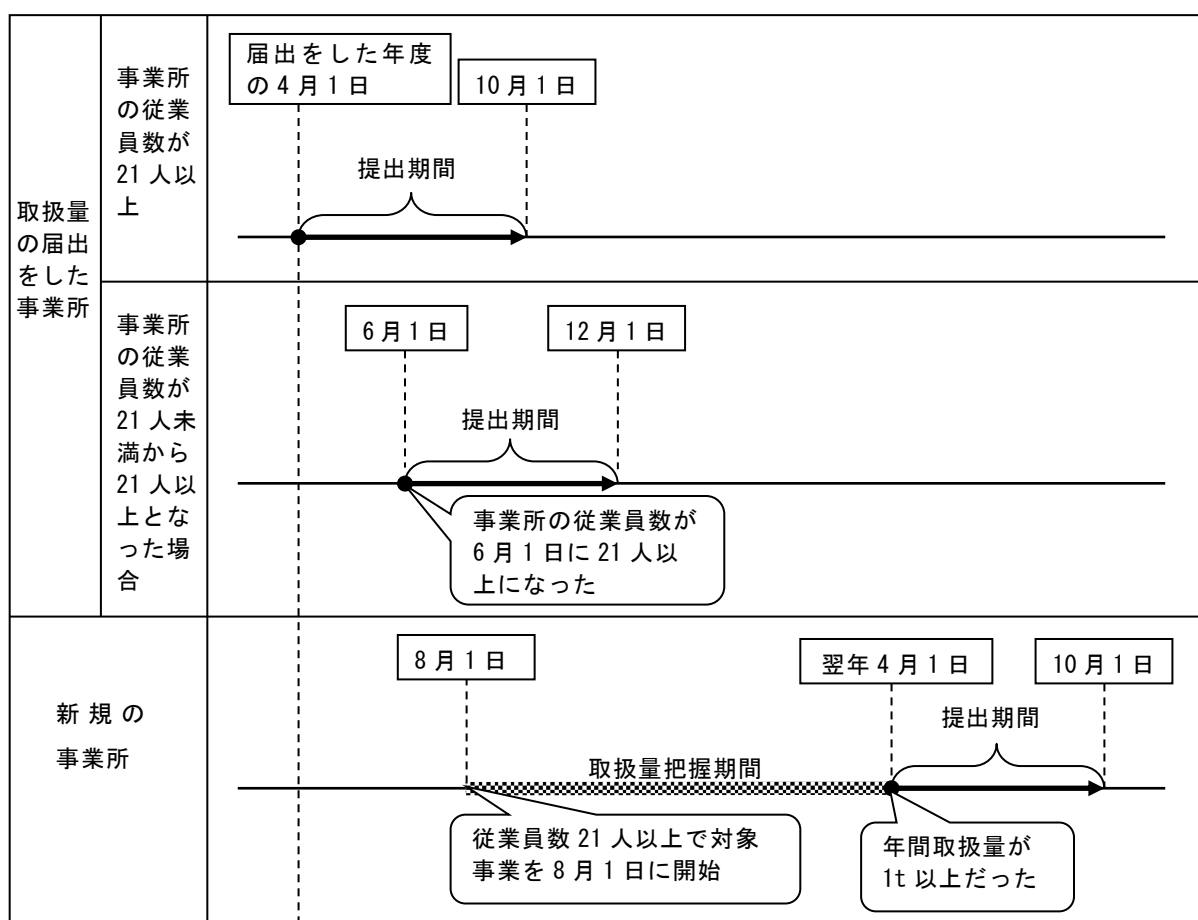 取扱量
の届出
をした
事業所
事業所
の従業
員数が
21人以
上
届出をした年度
の4月1日
10月1日
提出期間
事業所
の従業
員数が
21人未
満から
21人以
上とな
った場
合
6月1日
12月1日
提出期間
事業所の従業員数が
6月1日に21人以
上になった
新規の
事業所
8月1日
翌年4月1日
10月1日
提出期間
取扱量把握期間
従業員数21人以上で対象
事業を8月1日に開始
年間取扱量が
1t以上だった